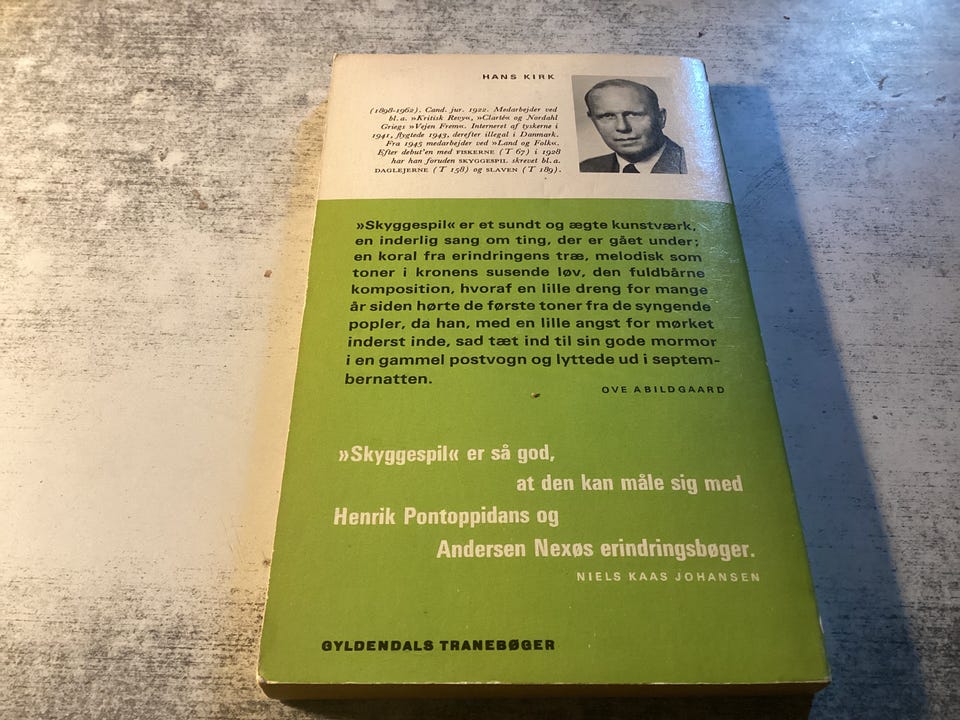 HANS KIRK
(1898-1962). Cand. jur. 1922. Medarbejder ved
bl. a. »Kritisk Revy«, »Clarté« og Nordahl
Griegs »Vejen Frem«. Interneret af tyskerne i
1941, flygtede 1943, derefter illegal i Danmark.
Fra 1945 medarbejder ved »Land og Folk«.
Efter debut'en med FISKERNE (T 67) i 1928
har han foruden SKYGGESPIL skrevet bl. a.
DAGLEJERNE (T 158) og SLAVEN (T 189).
»Skyggespil« er et sundt og ægte kunstværk,
en inderlig sang om ting, der er gået under;
en koral fra erindringens træ, melodisk som
toner i kronens susende løv, den fuldbårne
komposition, hvoraf en lille dreng for mange
år siden hørte de første toner fra de syngende
popler, da han, med en lille angst for mørket
inderst inde, sad tæt ind til sin gode mormor
i en gammel postvogn og lyttede ud i septem-
bernatten.
OVE ABILDGAARD
»Skyggespil« er så god,
at den kan måle sig med
Henrik Pontoppidans og
Andersen Nexøs erindringsbøger.
NIELS KAAS JOHANSEN
GYLDENDALS TRANEBØGER